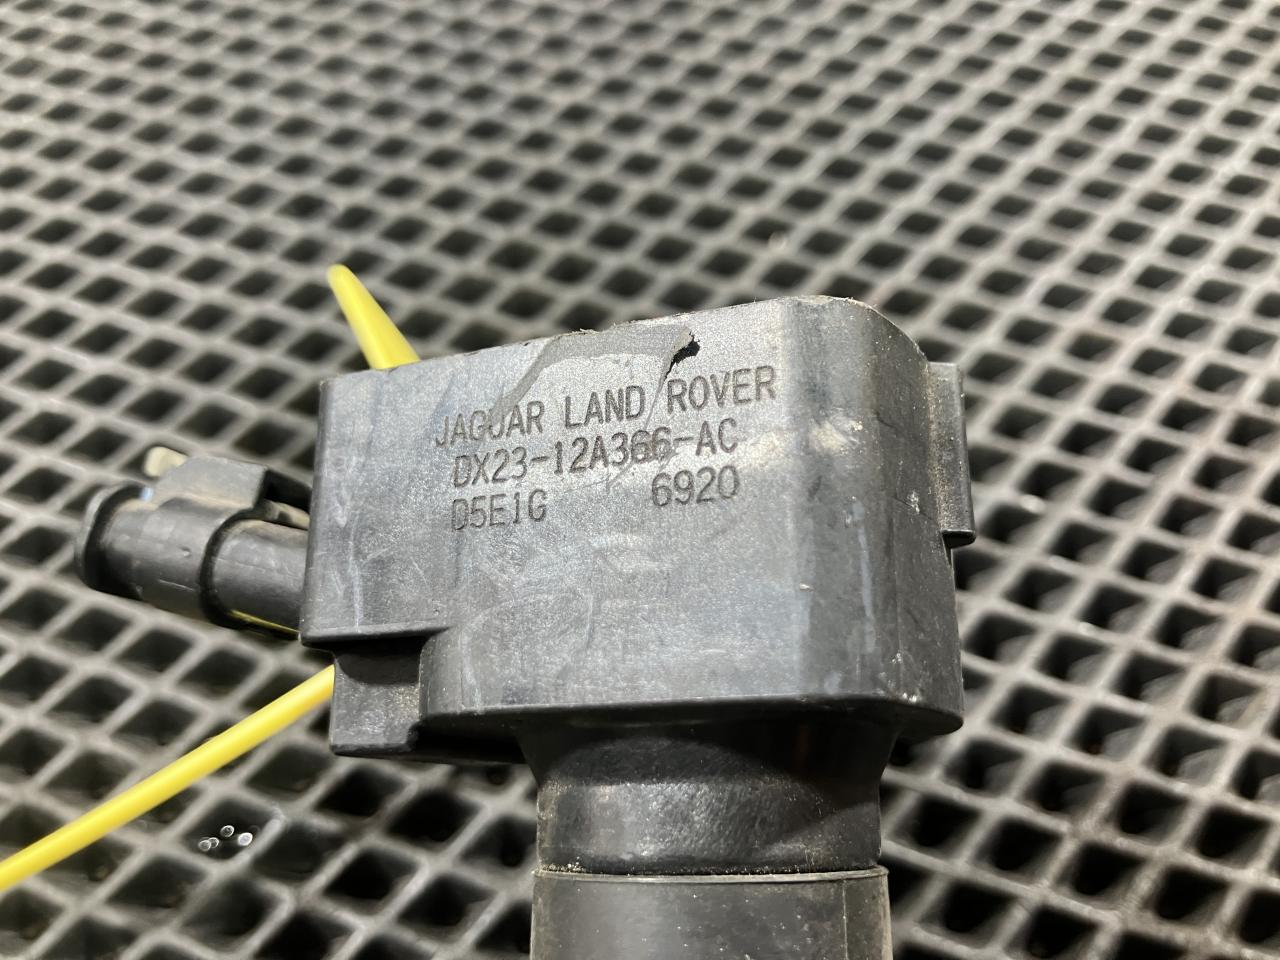 JAGUAR LAND ROVER
DX23-12A366-AC
D5E1G 6920